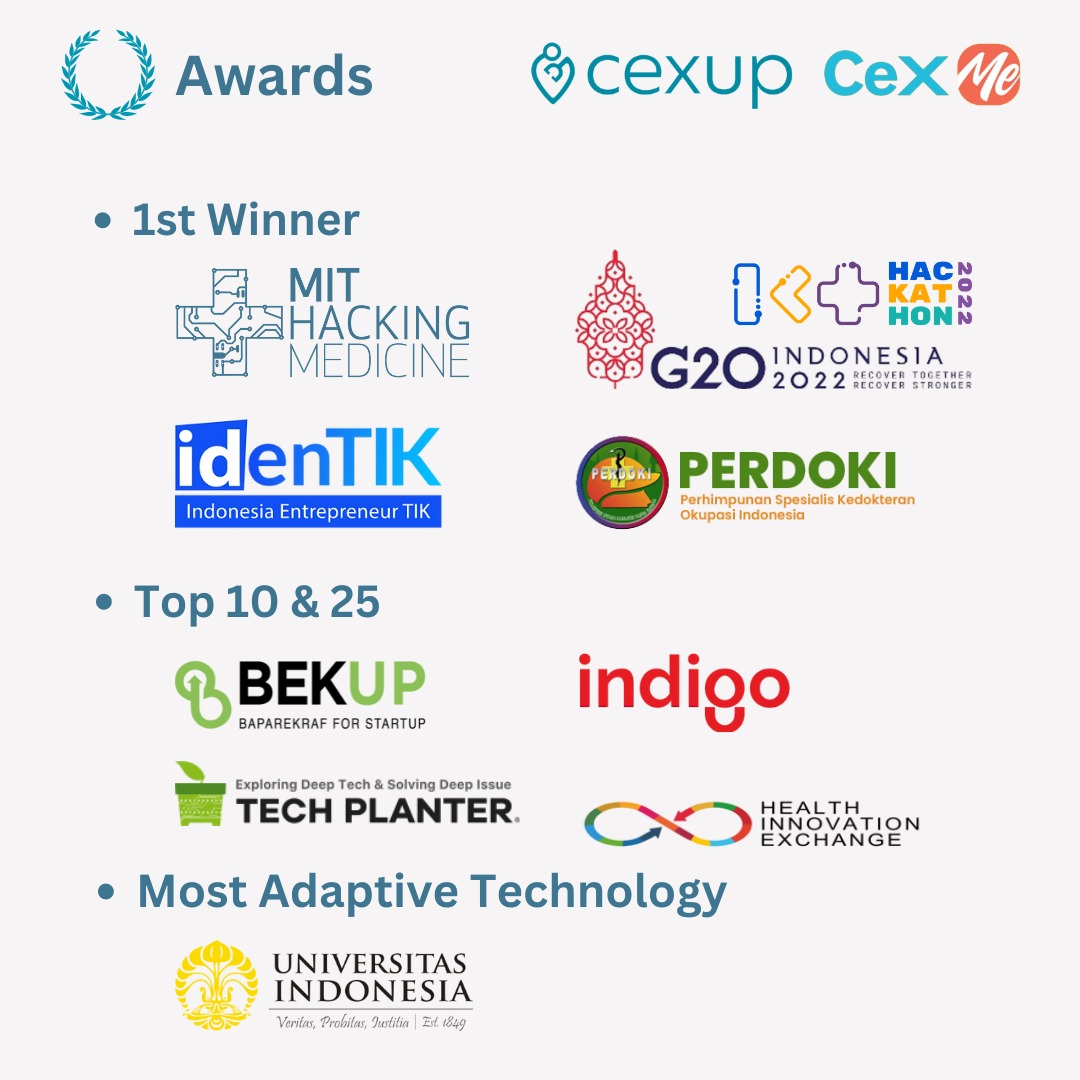 Awards
cexup
CeX Me
• 1st Winner
MIT
HACKING
MEDICINE
HAC
KAT
HON
2022
G20
INDONESIA
2022
RECOVER TOGETHER
RECOVER STRONGER
idenTIK
Indonesia Entrepreneur TIK
PERDOKI
PERDOKI
Perhimpunan Spesialis Kedokteran
Okupasi Indonesia
• Top 10 & 25
BEKUP
BAPAREKRAF FOR STARTUP
indigo
Exploring Deep Tech & Solving Deep Issue
TECH PLANTER.
HEALTH
INNOVATION
EXCHANGE
• Most Adaptive Technology
UNIVERSITAS
INDONESIA
Veritas, Probitas, Iustitia | Est. 1849